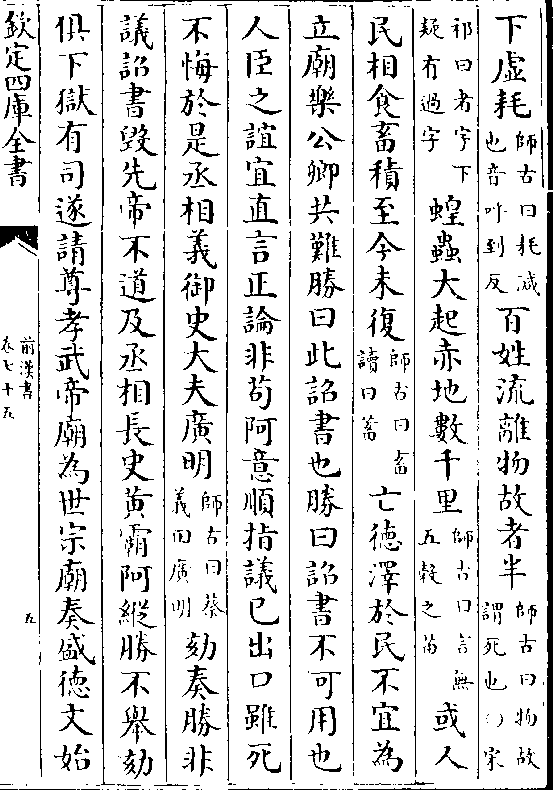 下虚耗師古曰耗減也音呼到反百姓流離物故者半師古曰物故謂死也〇宋
祁曰者字下疑有過字蝗蟲大起赤地數千里師古曰言無五穀之苗或人
民相食畜積至今未復師古曰畜讀曰蓄亡德澤於民不宜為
立廟樂公卿共難勝曰此詔書也勝曰詔書不可用也
人臣之誼宜直言正論非苟阿意順指議已出口雖死
不悔於是丞相義御史大夫廣明師古曰蔡義田廣明劾奏勝非
議詔書毀先帝不道及丞相長史黃霸阿縱勝不舉劾
俱下獄有司遂請尊孝武帝廟為世宗廟奏盛德文始
欽定四庫全書
前漢書
卷七十五
五